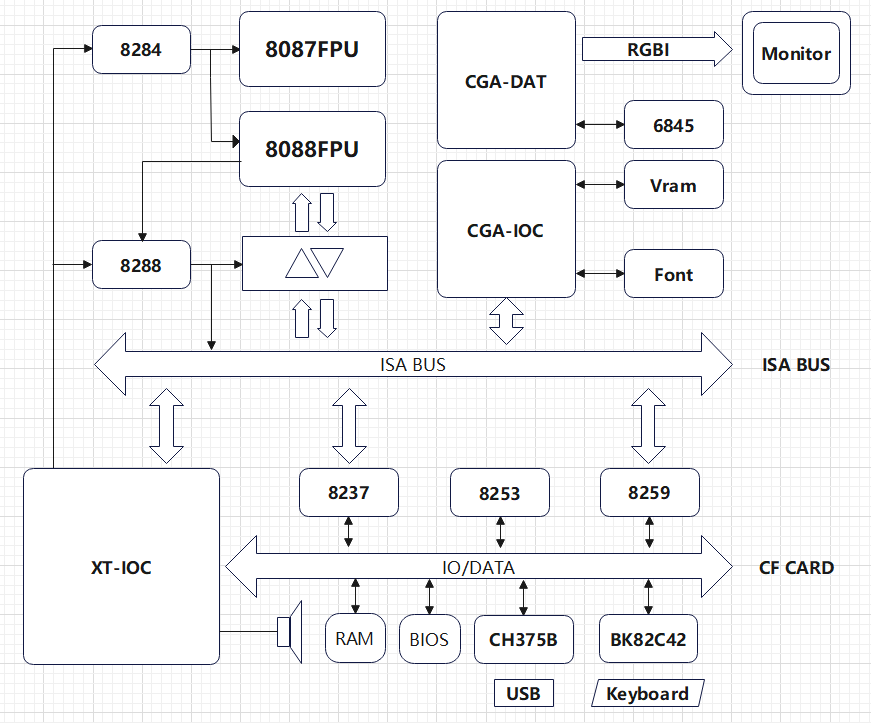 8284
8087FPU
8088FPU
8288
CGA-DAT
RGBI
Monitor
6845
CGA-IOC
Vram
Font
ISA BUS
ISA BUS
8237
8253
8259
XT-IOC
IO/DATA
CF CARD
RAM
BIOS
CH375B
BK82C42
USB
Keyboard